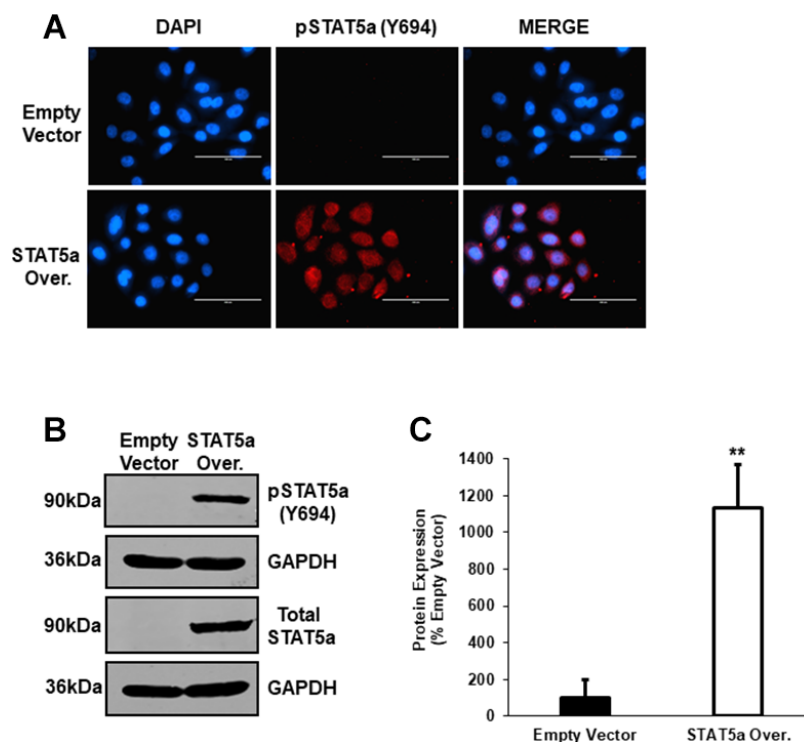 A
DAPI pSTAT5a (Y694) MERGE
Empty
Vector
STAT5a
Over.
B
Empty STAT5a
Vector Over.
90kDa pSTAT5a
(Y694)
36kDa GAPDH
90kDa Total
STAT5a
36kDa GAPDH
C
Protein Expression
(% Empty Vector)
1400
1200
1000
800
600
400
200
0
**
Empty Vector STAT5a Over.